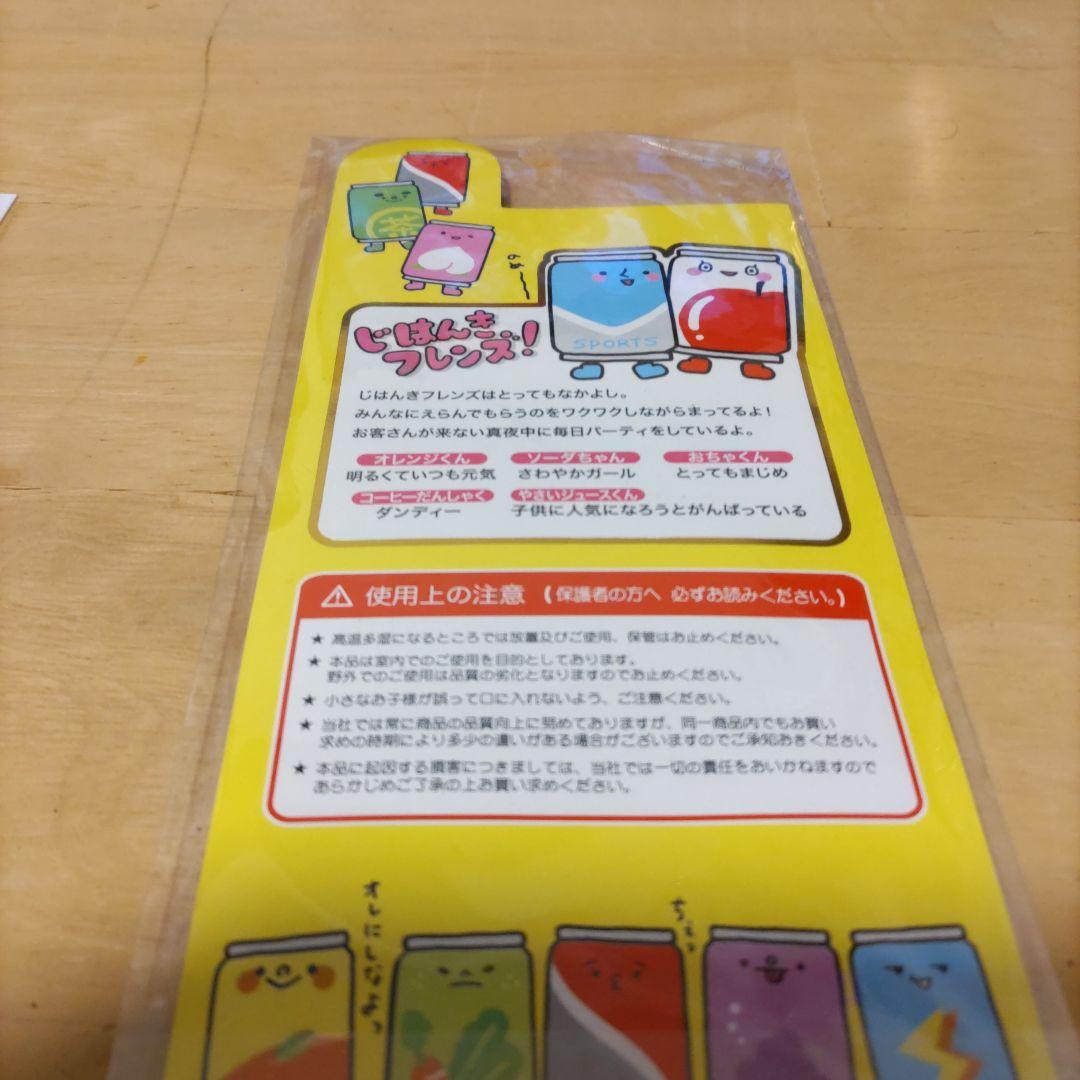 茶
のめ〜
SPORTS
じはんき
フレンズ!
じはんきフレンズはとってもなかよし。
みんなにえらんでもらうのをワクワクしながらまってるよ!
お客さんが来ない真夜中に毎日パーティをしているよ。
オレンジくん ソーダちゃん おちゃくん
明るくていつも元気 さわやかガール とってもまじめ
コーヒーだんしゃく やさいジュースくん
ダンディー 子供に人気になろうとがんばっている
⚠ 使用上の注意 (保護者の方へ 必ずお読みください。)
★ 高温多湿になるところでは放置及びご使用、保管はお止めください。
★ 本品は室内でのご使用を目的としております。
野外でのご使用は品質の劣化となりますのでお止めください。
★ 小さなお子様が誤って口に入れないよう、ご注意ください。
★ 当社では常に商品の品質向上に努めておりますが、同一商品内でもお買い
求めの時期により多少の違いがある場合がございますのでご承知おきください。
★ 本品に起因する損害につきましては、当社では一切の責任をおいかねますので
あらかじめご了承の上お買い求めください。
オレにしなよっ